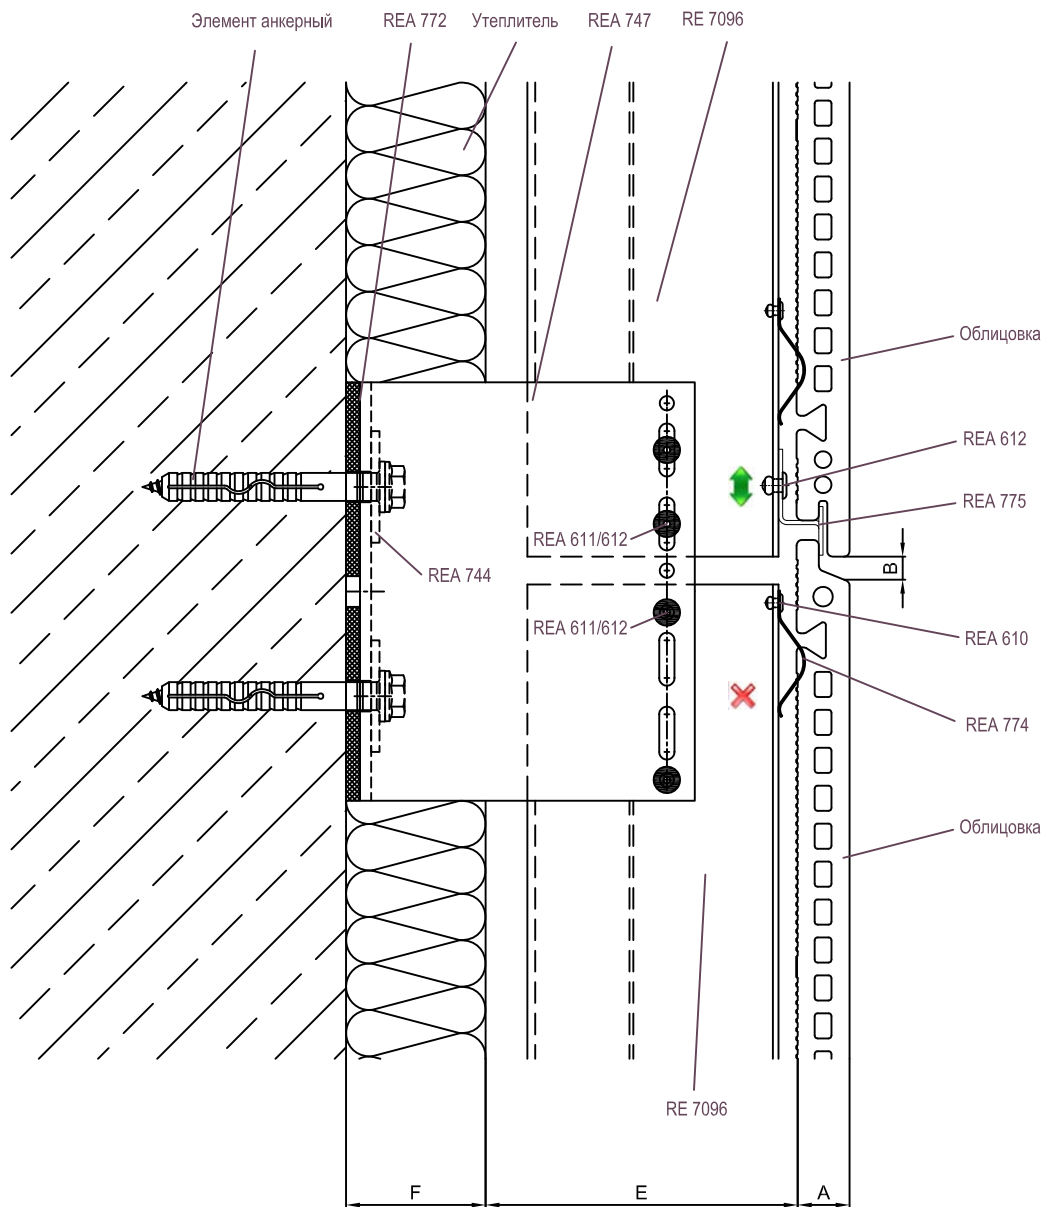 Элемент анкерный
REA 772
Утеплитель
REA 747
RE 7096
Облицовка
REA 612
REA 775
REA 611/612
B
REA 744
REA 611/612
REA 610
REA 774
Облицовка
RE 7096
F
E
A